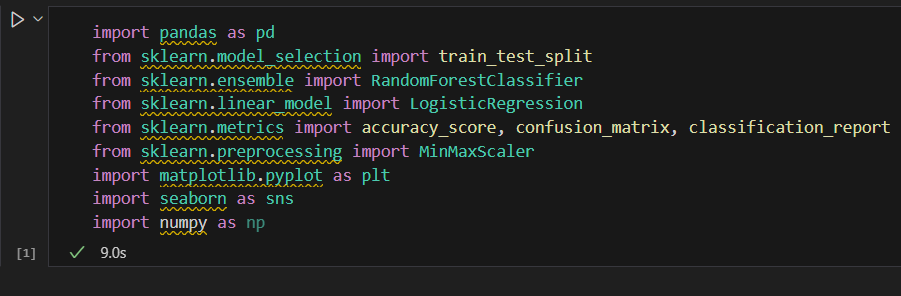 import pandas as pd
from sklearn.model_selection import train_test_split
from sklearn.ensemble import RandomForestClassifier
from sklearn.linear_model import LogisticRegression
from sklearn.metrics import accuracy_score, confusion_matrix, classification_report
from sklearn.preprocessing import MinMaxScaler
import matplotlib.pyplot as plt
import seaborn as sns
import numpy as np
[1] ✓ 9.0s